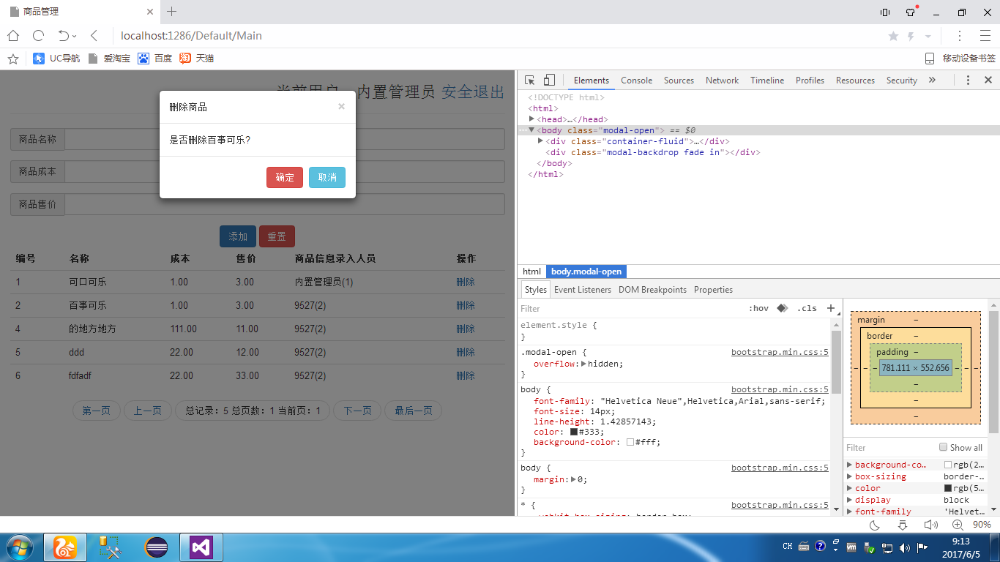 商品管理
localhost:1286/Default/Main
UC导航 爱淘宝 百度 淘 天猫 移动设备书签
内置管理员 安全退出
删除商品 ×
是否删除百事可乐?
确定 取消
商品名称
商品成本
商品售价
添加 重置
编号 名称 成本 售价 商品信息录入人员 操作
1 可口可乐 1.00 3.00 内置管理员(1) 删除
2 百事可乐 1.00 3.00 9527(2) 删除
4 的地方地方 111.00 11.00 9527(2) 删除
5 ddd 22.00 12.00 9527(2) 删除
6 fdfadf 22.00 33.00 9527(2) 删除
第一页 上一页 总记录：5 总页数：1 当前页：1 下一页 最后一页
Elements Console Sources Network Timeline Profiles Resources Security »
<!DOCTYPE html>
<html>
<head>…</head>
<body class="modal-open"> == $0
<div class="container-fluid">…</div>
<div class="modal-backdrop fade in"></div>
</body>
</html>
html body.modal-open
Styles Event Listeners DOM Breakpoints Properties
Filter :hov .cls +
element.style {
}
.modal-open { bootstrap.min.css:5
overflow: hidden;
}
body { bootstrap.min.css:5
font-family: "Helvetica Neue",Helvetica,Arial,sans-serif;
font-size: 14px;
line-height: 1.42857143;
color: #333;
background-color: #fff;
}
body { bootstrap.min.css:5
margin: 0;
}
* { bootstrap.min.css:5
margin –
border –
padding –
– – – 781.111 × 552.656 – – –
–
–
–
Filter Show all
background-co… rgb(2…
box-sizing border-…
color rgb(5…
display block
font-family 'Helvet…
90%
CH
9:13
2017/6/5